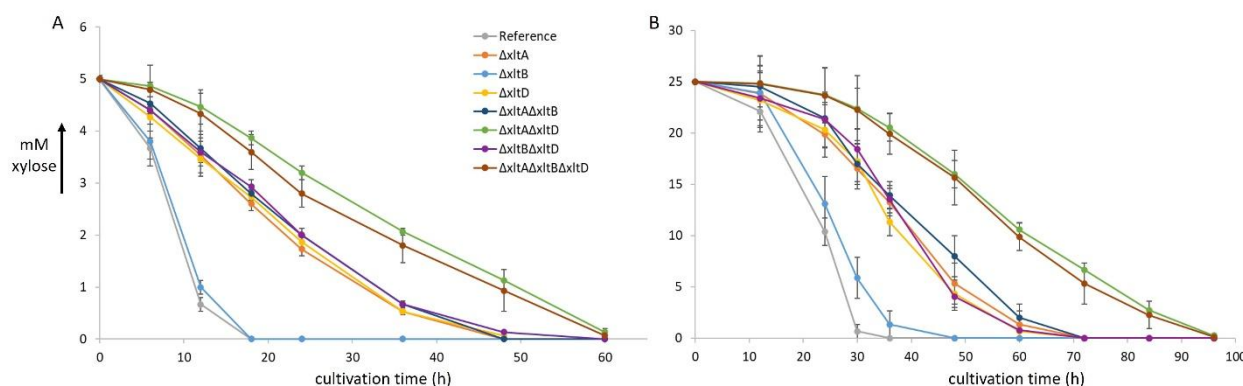 A
6
5
4
3
2
1
0
0 10 20 30 40 50 60
cultivation time (h)
mM
xylose
Reference
ΔxltA
ΔxltB
ΔxltD
ΔxltAΔxltB
ΔxltAΔxltD
ΔxltBΔxltD
ΔxltAΔxltBΔxltD
B
30
25
20
15
10
5
0
0 10 20 30 40 50 60 70 80 90 100
cultivation time (h)